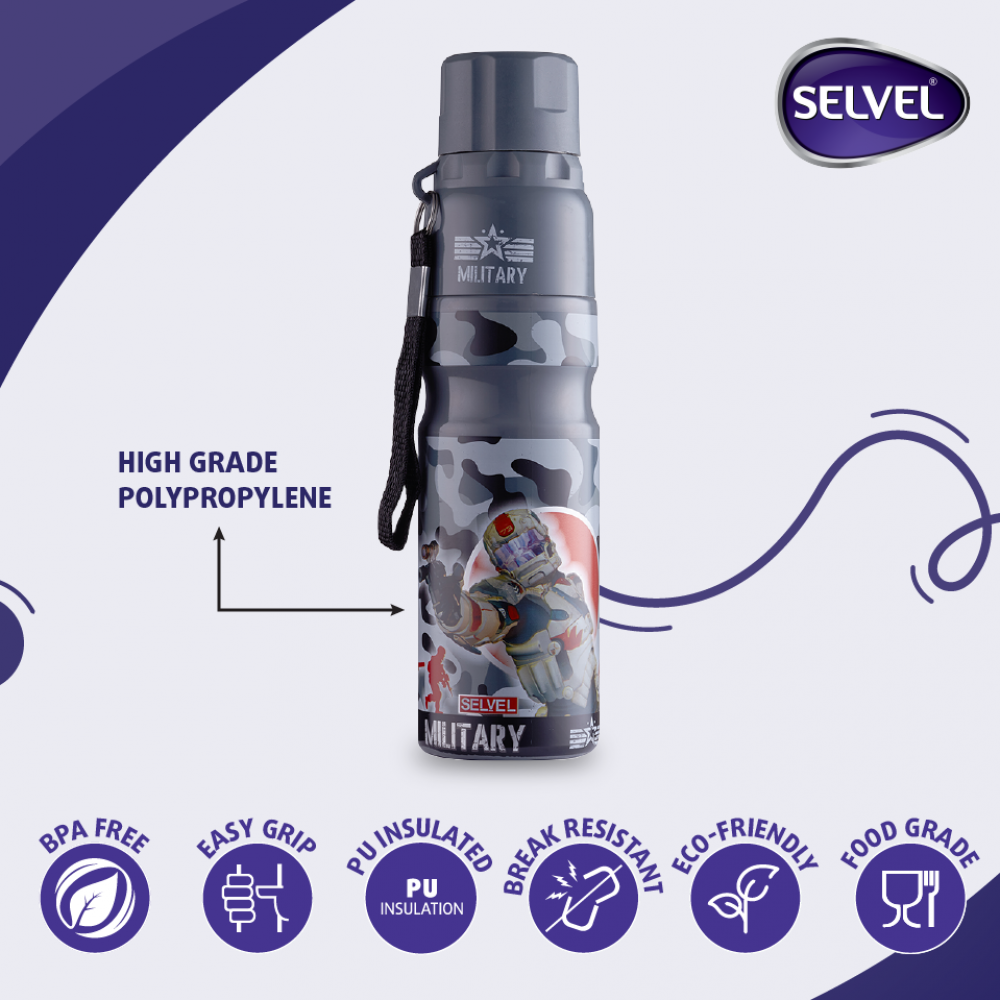 SELVEL®
MILITARY
HIGH GRADE
POLYPROPYLENE
SELVEL
MILITARY
BPA FREE
EASY GRIP
PU INSULATED
PU
INSULATION
BREAK RESISTANT
ECO-FRIENDLY
FOOD GRADE